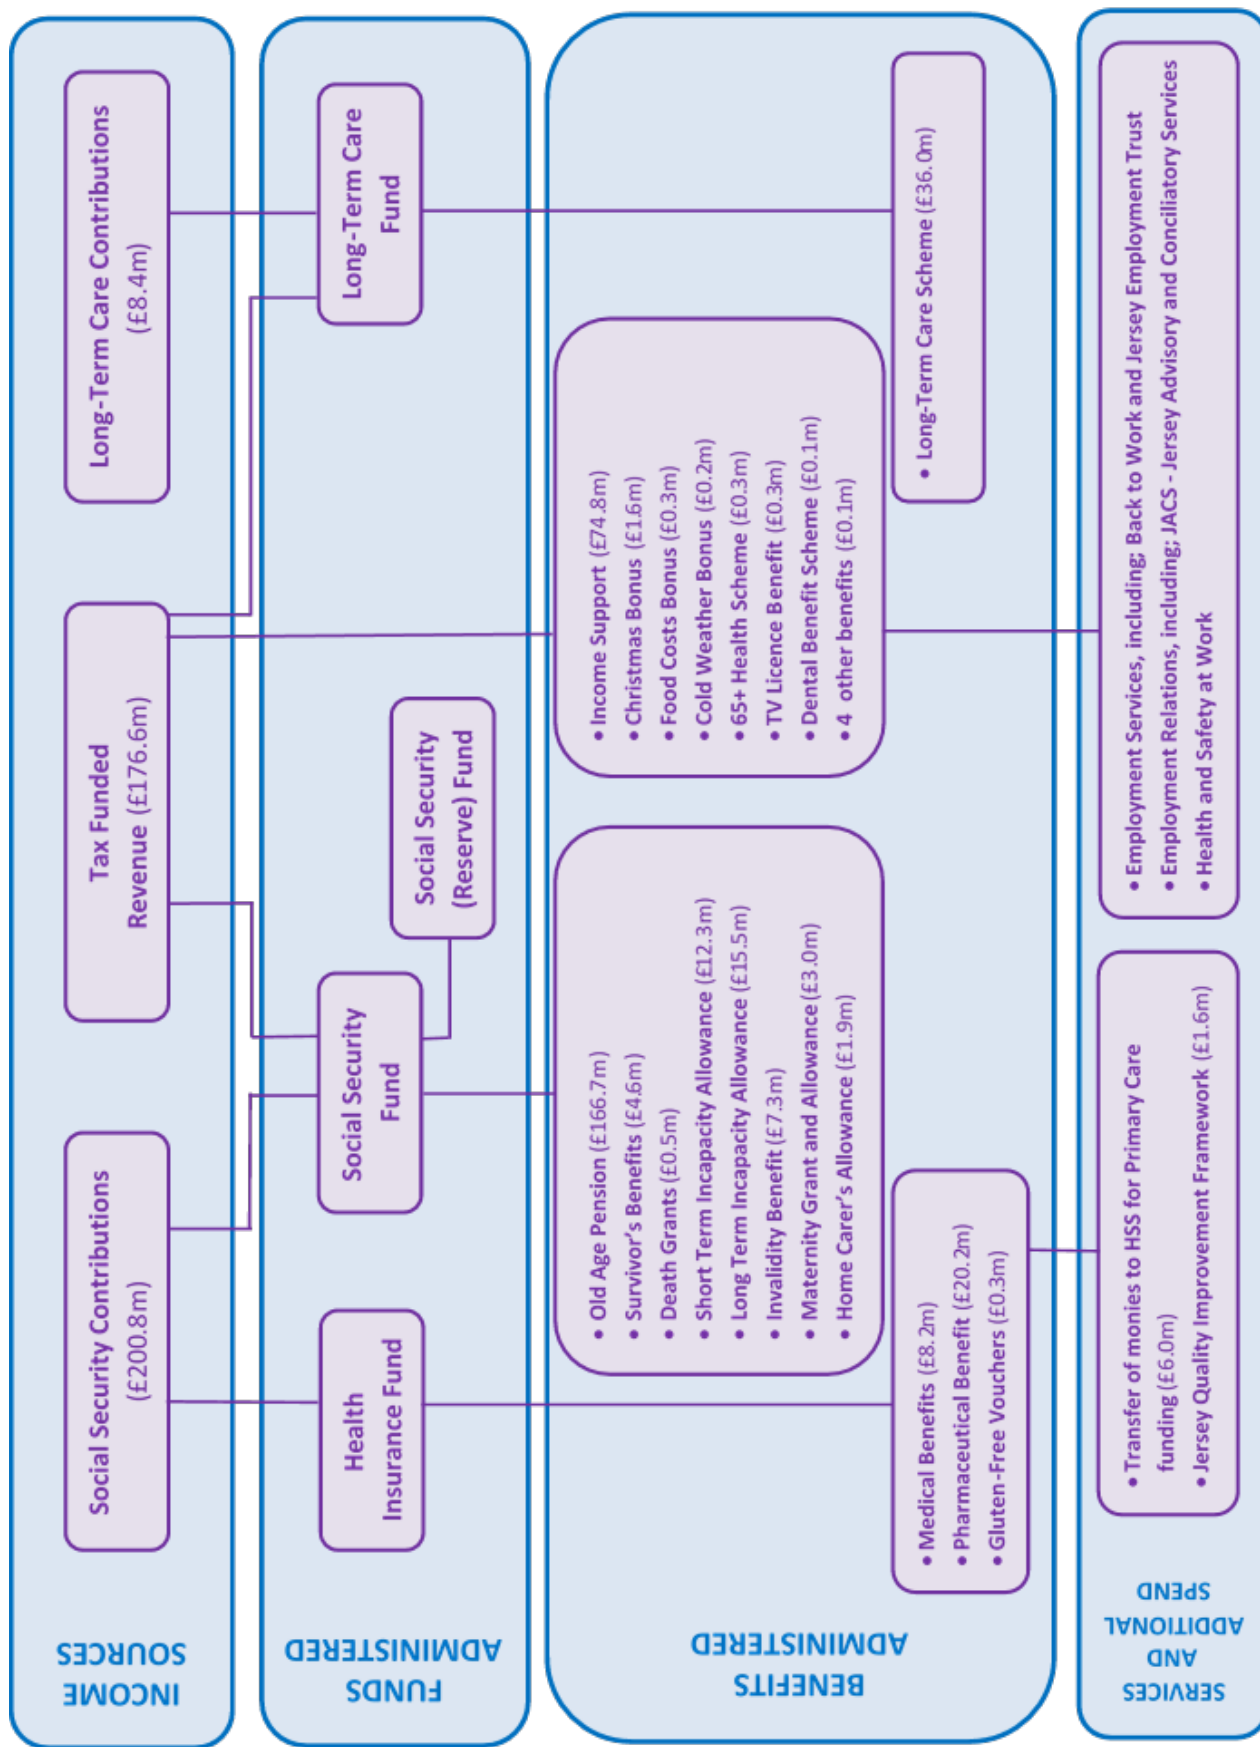 INCOME
SOURCES
Social Security Contributions
(£200.8m)
Tax Funded
Revenue (£176.6m)
Long-Term Care Contributions
(£8.4m)
FUNDS
ADMINISTERED
Health
Insurance Fund
Social Security
Fund
Social Security
(Reserve) Fund
Long-Term Care
Fund
BENEFITS
ADMINISTERED
• Medical Benefits (£8.2m)
• Pharmaceutical Benefit (£20.2m)
• Gluten-Free Vouchers (£0.3m)
• Old Age Pension (£166.7m)
• Survivor's Benefits (£4.6m)
• Death Grants (£0.5m)
• Short Term Incapacity Allowance (£12.3m)
• Long Term Incapacity Allowance (£15.5m)
• Invalidity Benefit (£7.3m)
• Maternity Grant and Allowance (£3.0m)
• Home Carer's Allowance (£1.9m)
• Income Support (£74.8m)
• Christmas Bonus (£1.6m)
• Food Costs Bonus (£0.3m)
• Cold Weather Bonus (£0.2m)
• 65+ Health Scheme (£0.3m)
• TV Licence Benefit (£0.3m)
• Dental Benefit Scheme (£0.1m)
• 4 other benefits (£0.1m)
• Long-Term Care Scheme (£36.0m)
SERVICES
AND
ADDITIONAL
SPEND
• Transfer of monies to HSS for Primary Care
funding (£6.0m)
• Jersey Quality Improvement Framework (£1.6m)
• Employment Services, including; Back to Work and Jersey Employment Trust
• Employment Relations, including; JACS - Jersey Advisory and Conciliatory Services
• Health and Safety at Work